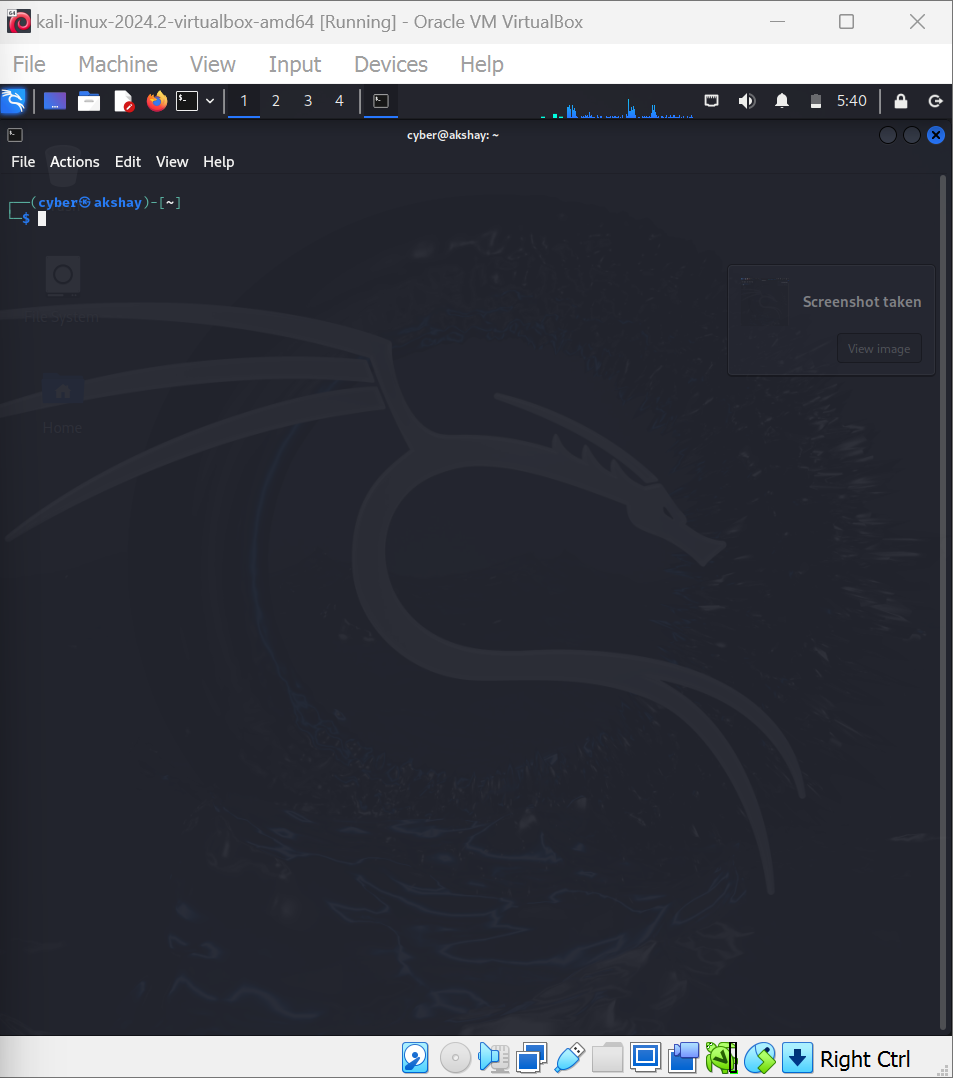 kali-linux-2024.2-virtualbox-amd64 [Running] - Oracle VM VirtualBox
File Machine View Input Devices Help
1 2 3 4 5:40
cyber@akshay: ~
File Actions Edit View Help
┌──(cyber㉿akshay)-[~]
└─$
File System
Screenshot taken
View image
Home
Right Ctrl